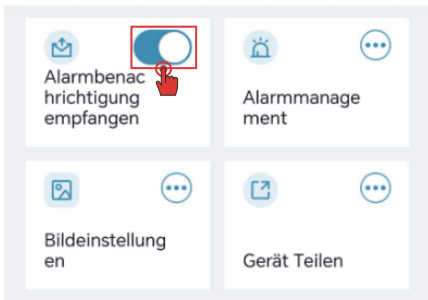 Alarmbenac
hrichtigung
empfangen
Alarmmanage
ment
Bildeinstellung
en
Gerät Teilen